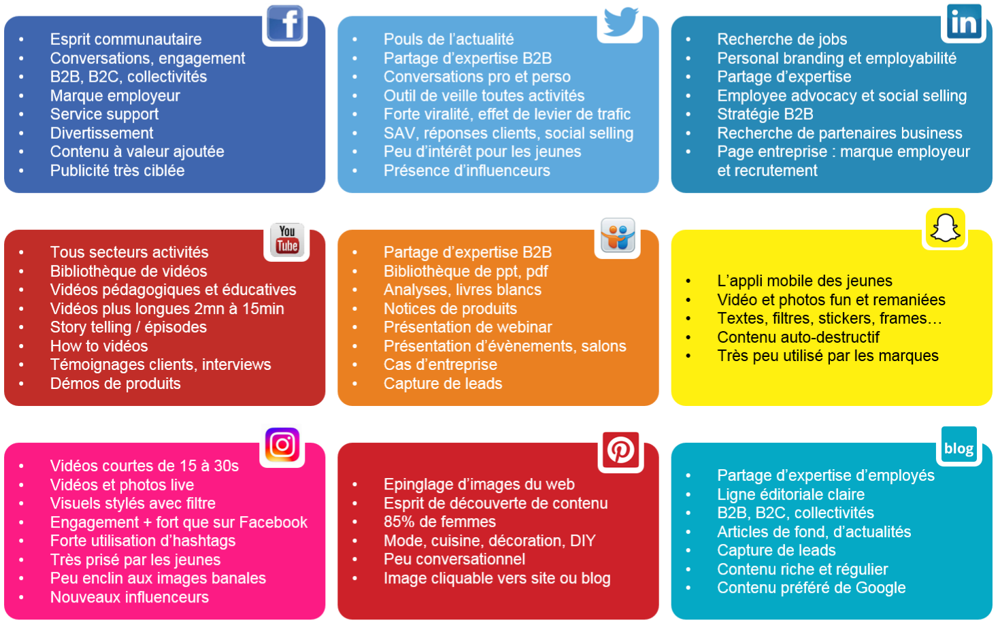 f
• Esprit communautaire
• Conversations, engagement
• B2B, B2C, collectivités
• Marque employeur
• Service support
• Divertissement
• Contenu à valeur ajoutée
• Publicité très ciblée
• Pouls de l’actualité
• Partage d’expertise B2B
• Conversations pro et perso
• Outil de veille toutes activités
• Forte viralité, effet de levier de trafic
• SAV, réponses clients, social selling
• Peu d’intérêt pour les jeunes
• Présence d’influenceurs
in
• Recherche de jobs
• Personal branding et employabilité
• Partage d’expertise
• Employee advocacy et social selling
• Stratégie B2B
• Recherche de partenaires business
• Page entreprise : marque employeur
et recrutement
You
Tube
• Tous secteurs activités
• Bibliothèque de vidéos
• Vidéos pédagogiques et éducatives
• Vidéos plus longues 2mn à 15min
• Story telling / épisodes
• How to vidéos
• Témoignages clients, interviews
• Démos de produits
• Partage d’expertise B2B
• Bibliothèque de ppt, pdf
• Analyses, livres blancs
• Notices de produits
• Présentation de webinar
• Présentation d’évènements, salons
• Cas d’entreprise
• Capture de leads
• L’appli mobile des jeunes
• Vidéo et photos fun et remaniées
• Textes, filtres, stickers, frames…
• Contenu auto-destructif
• Très peu utilisé par les marques
• Vidéos courtes de 15 à 30s
• Vidéos et photos live
• Visuels stylés avec filtre
• Engagement + fort que sur Facebook
• Forte utilisation d’hashtags
• Très prisé par les jeunes
• Peu enclin aux images banales
• Nouveaux influenceurs
• Epinglage d’images du web
• Esprit de découverte de contenu
• 85% de femmes
• Mode, cuisine, décoration, DIY
• Peu conversationnel
• Image cliquable vers site ou blog
blog
• Partage d’expertise d’employés
• Ligne éditoriale claire
• B2B, B2C, collectivités
• Articles de fond, d’actualités
• Capture de leads
• Contenu riche et régulier
• Contenu préféré de Google